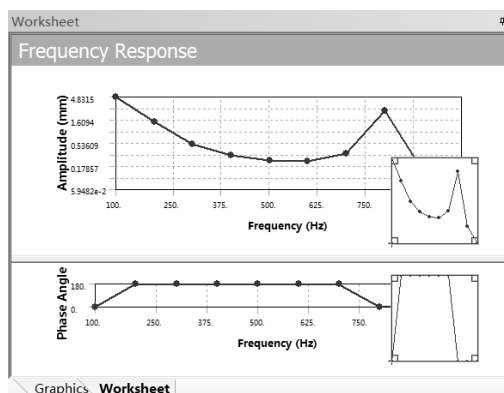 Worksheet
Frequency Response
Amplitude (mm)
4.8315
1.6094
0.53609
0.17857
5.9482e-2
100. 250. 375. 500. 625. 750.
Frequency (Hz)
Phase Angle
180.
0.
100. 250. 375. 500. 625. 750.
Frequency (Hz)
Graphics Worksheet